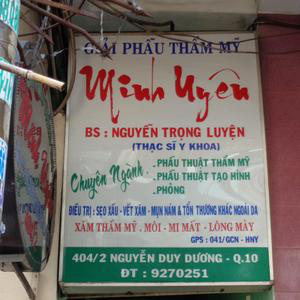 GIẢI PHẪU THẨM MỸ
Minh Uyên
BS : NGUYỄN TRỌNG LUYỆN
(THẠC SĨ Y KHOA)
Chuyên Ngành
. PHẪU THUẬT THẨM MỸ
. PHẪU THUẬT TẠO HÌNH
. PHỎNG
ĐIỀU TRỊ : SẸO XẤU - VẾT XĂM - MỤN NÁM & TỔN THƯƠNG KHÁC NGOÀI DA
XĂM THẨM MỸ . MÔI - MI MẮT - LÔNG MÀY
GPS : 041/GCN - HNY
404/2 NGUYỄN DUY DƯƠNG - Q.10
ĐT : 9270251